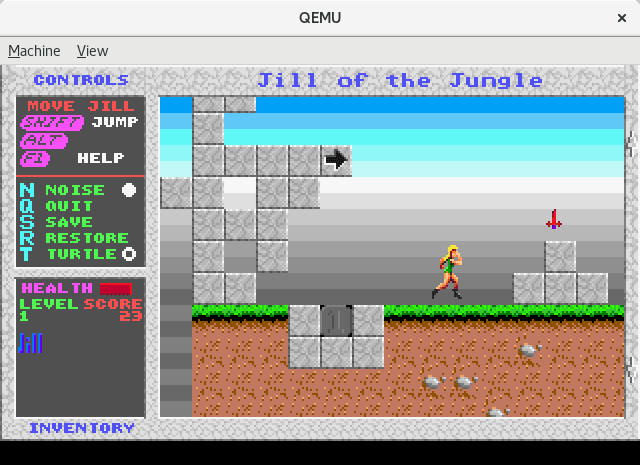 QEMU
Machine View
CONTROLS
Jill of the Jungle
MOVE JILL
SHIFT JUMP
ALT
F1 HELP
N NOISE
Q QUIT
S SAVE
R RESTORE
T TURTLE
HEALTH
LEVEL SCORE
1 23
INVENTORY